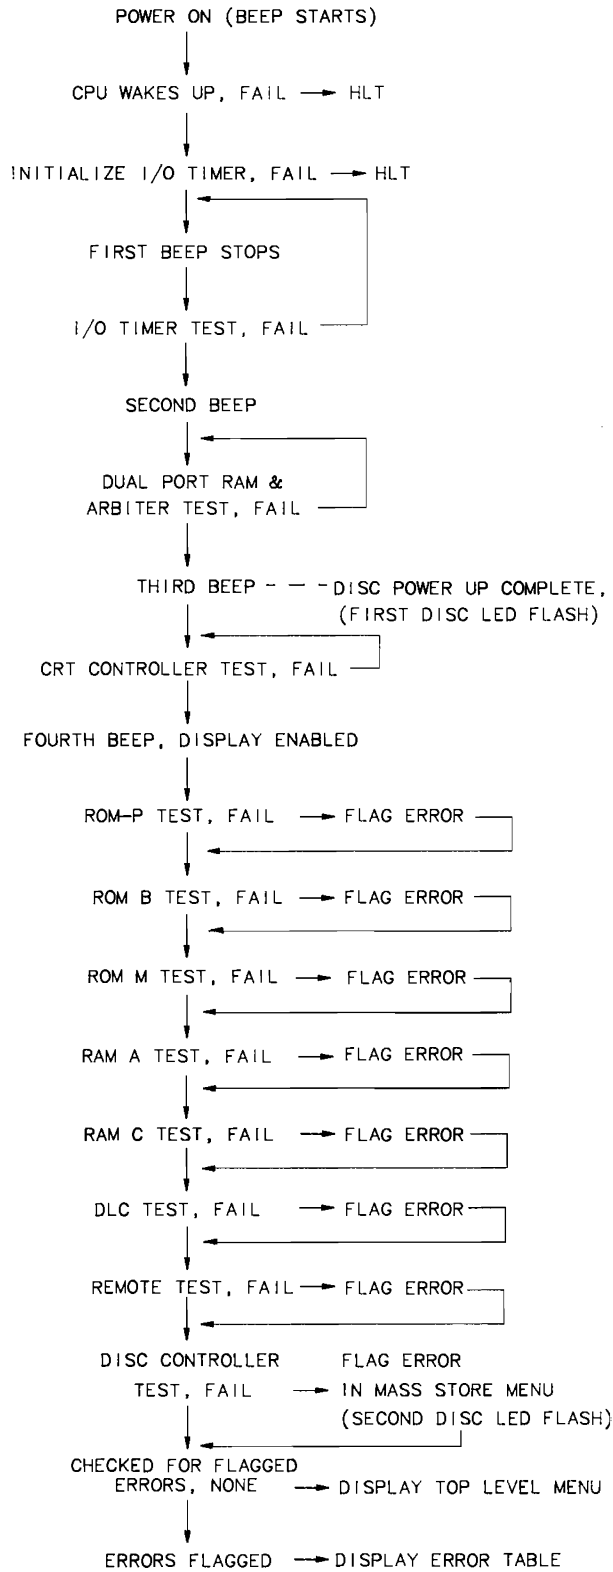 POWER ON (BEEP STARTS)
CPU WAKES UP, FAIL HLT
INITIALIZE I/O TIMER, FAIL HLT
FIRST BEEP STOPS
I/O TIMER TEST, FAIL
SECOND BEEP
DUAL PORT RAM &
ARBITER TEST, FAIL
THIRD BEEP - - - DISC POWER UP COMPLETE,
(FIRST DISC LED FLASH)
CRT CONTROLLER TEST, FAIL
FOURTH BEEP, DISPLAY ENABLED
ROM-P TEST, FAIL FLAG ERROR
ROM B TEST, FAIL FLAG ERROR
ROM M TEST, FAIL FLAG ERROR
RAM A TEST, FAIL FLAG ERROR
RAM C TEST, FAIL FLAG ERROR
DLC TEST, FAIL FLAG ERROR
REMOTE TEST, FAIL FLAG ERROR
DISC CONTROLLER FLAG ERROR
TEST, FAIL IN MASS STORE MENU
(SECOND DISC LED FLASH)
CHECKED FOR FLAGGED
ERRORS, NONE DISPLAY TOP LEVEL MENU
ERRORS FLAGGED DISPLAY ERROR TABLE